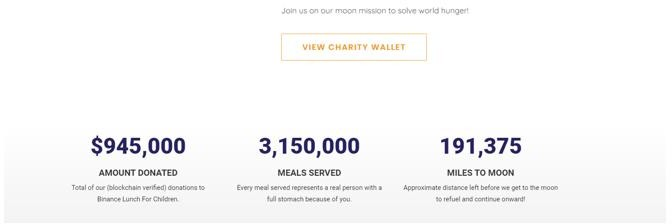 Join us on our moon mission to solve world hunger!
VIEW CHARITY WALLET
$945,000 3,150,000 191,375
AMOUNT DONATED MEALS SERVED MILES TO MOON
Total of our (blockchain verified) donations to Every meal served represents a real person with a Approximate distance left before we get to the moon
Binance Lunch For Children. full stomach because of you. to refuel and continue onward!